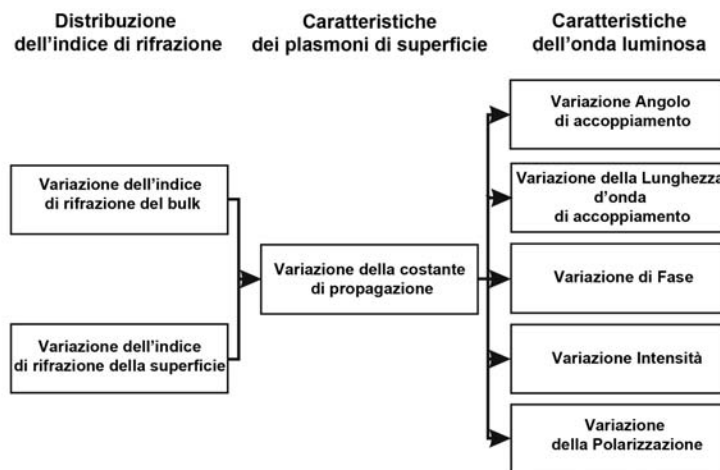 Distribuzione
dell'indice di rifrazione
Caratteristiche
dei plasmoni di superficie
Caratteristiche
dell'onda luminosa
Variazione dell'indice
di rifrazione del bulk
Variazione dell'indice
di rifrazione della superficie
Variazione della costante
di propagazione
Variazione Angolo
di accoppiamento
Variazione della Lunghezza
d'onda
di accoppiamento
Variazione di Fase
Variazione Intensità
Variazione
della Polarizzazione